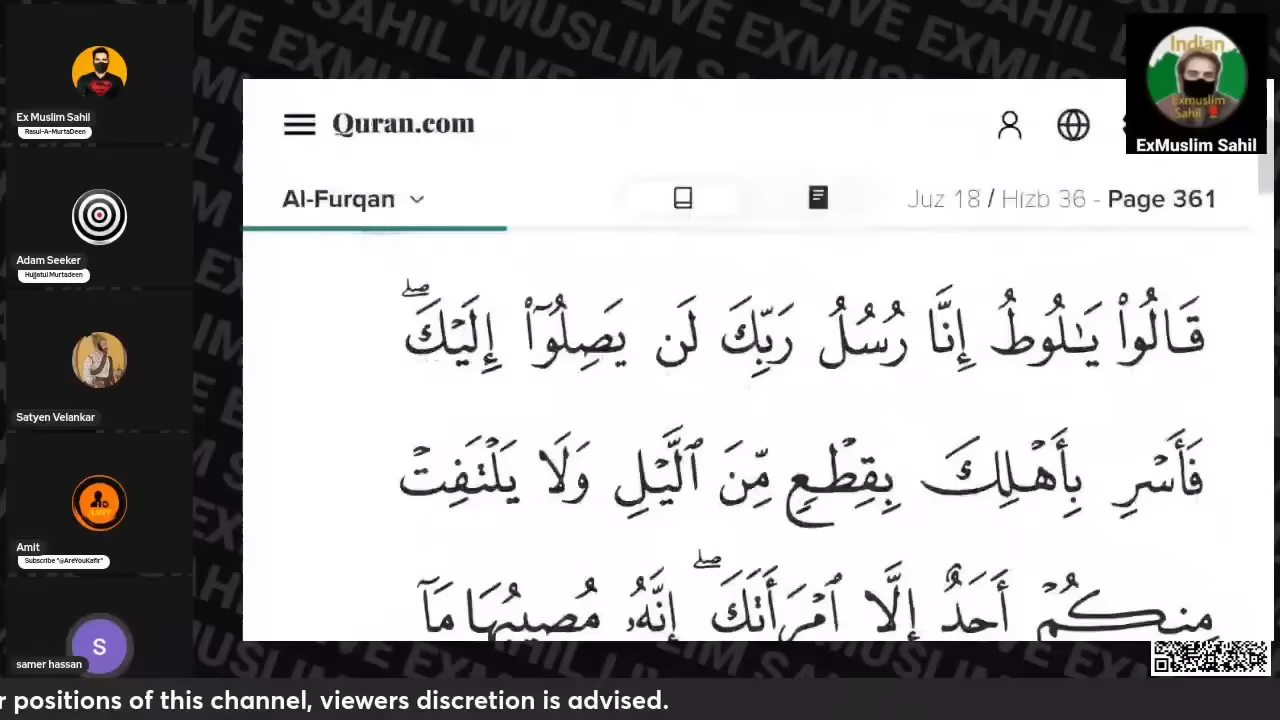 Ex Muslim Sahil
Rasul-A-MurtaDeen
Adam Seeker
Hujjatul Murtadeen
Satyen Velankar
Amit
Subscribe "@AreYouKafir"
S
samer hassan
Quran.com
Al-Furqan
Juz 18 / Hizb 36 - Page 361
قَالُوا۟ يَـٰلُوطُ إِنَّا رُسُلُ رَبِّكَ لَن يَصِلُوٓا۟ إِلَيْكَ ۖ
فَأَسْرِ بِأَهْلِكَ بِقِطْعٍ مِّنَ ٱلَّيْلِ وَلَا يَلْتَفِتْ
مِنكُمْ أَحَدٌ إِلَّا ٱمْرَأَتَكَ ۖ إِنَّهُۥ مُصِيبُهَا مَآ
Indian
Exmuslim
Sahil
ExMuslim Sahil
r positions of this channel, viewers discretion is advised.